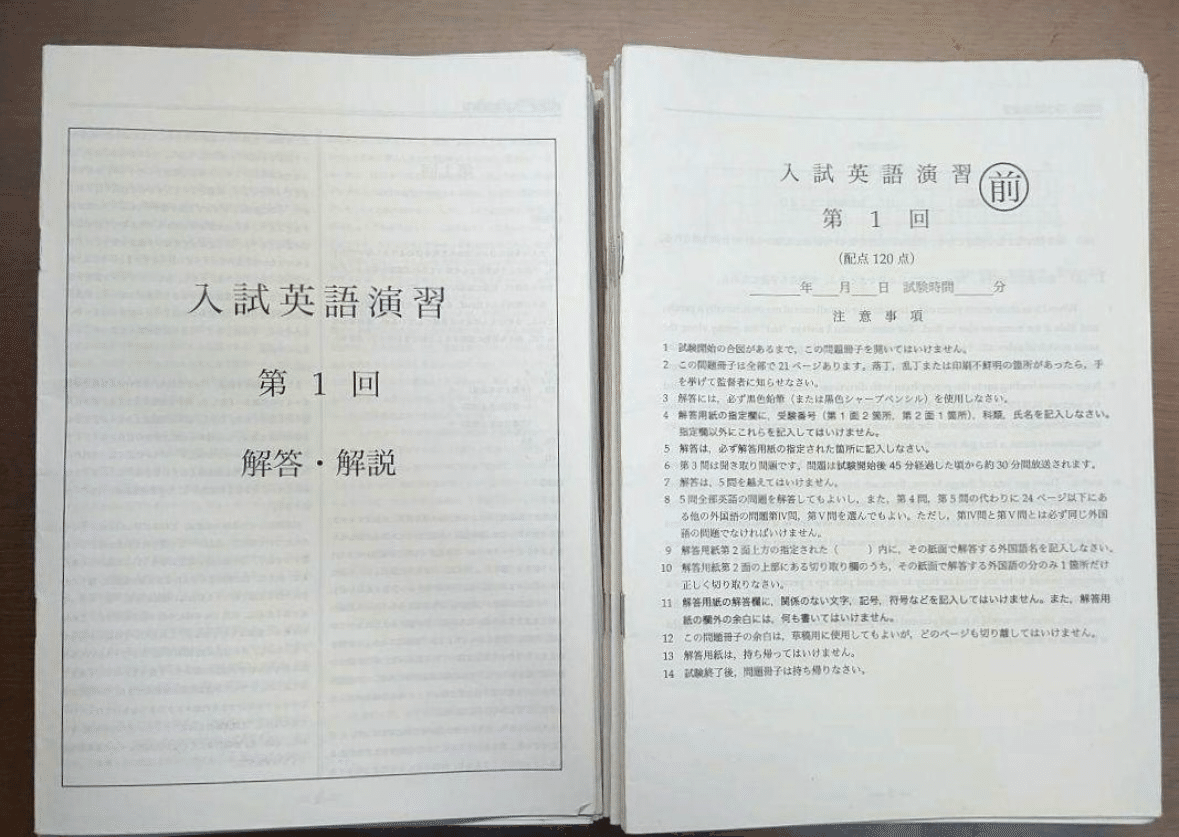 入試英語演習
第1回
解答・解説
入試英語演習 前
第1回
(配点 120 点)
年 月 日 試験時間 分
注意事項
1 試験開始の合図があるまで,この問題冊子を開いてはいけません。
2 この問題冊子は全部で 21 ページあります。落丁,乱丁または印刷不鮮明の箇所があったら,手
を挙げて監督者に知らせなさい。
3 解答には,必ず黒色鉛筆(または黒色シャープペンシル)を使用しなさい。
4 解答用紙の指定欄に,受験番号(第1面2箇所,第2面1箇所),科類,氏名を記入しなさい。
指定欄以外にこれらを記入してはいけません。
5 解答は,必ず解答用紙の指定された箇所に記入しなさい。
6 第3問は聞き取り問題です。問題は試験開始後 45 分経過した頃から約 30 分間放送されます。
7 解答は,5問を越えてはいけません。
8 5問全部英語の問題を解答してもよいし,また,第4問,第5問の代わりに 24 ページ以下にあ
る他の外国語の問題第Ⅳ問,第Ⅴ問を選んでもよい。ただし,第Ⅳ問と第Ⅴ問とは必ず同じ外国
語の問題でなければいけません。
9 解答用紙第2面上方の指定された( )内に,その紙面で解答する外国語名を記入しなさい。
10 解答用紙第2面の上部にある切り取り欄のうち,その紙面で解答する外国語の分のみ1箇所だけ
正しく切り取りなさい。
11 解答用紙の解答欄に,関係のない文字,記号,符号などを記入してはいけません。また,解答用
紙の欄外の余白には,何も書いてはいけません。
12 この問題冊子の余白は,草稿用に使用してもよいが,どのページも切り離してはいけません。
13 解答用紙は,持ち帰ってはいけません。
14 試験終了後,問題冊子は持ち帰りなさい。